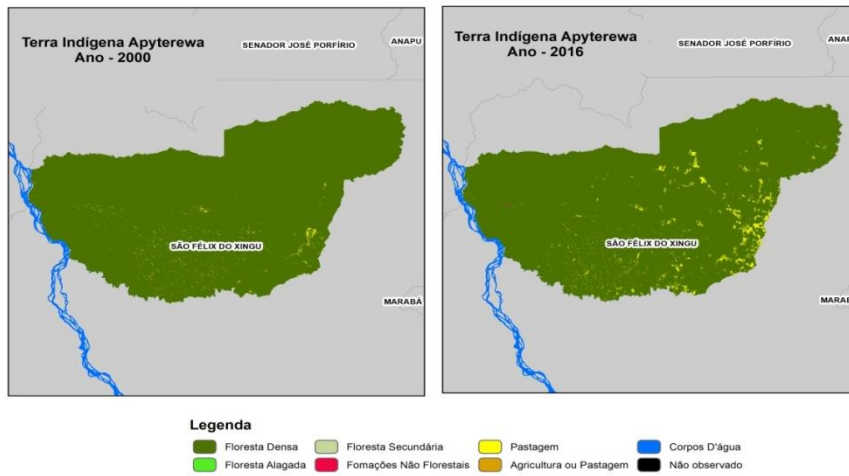 Terra Indígena Apyterewa
Ano - 2000
SENADOR JOSÉ PORFÍRIO
ANAPU
SÃO FÉLIX DO XINGU
MARABÁ
Terra Indígena Apyterewa
Ano - 2016
SENADOR JOSÉ PORFÍRIO
ANAP
SÃO FÉLIX DO XINGU
MARAB
Legenda
Floresta Densa
Floresta Secundária
Pastagem
Corpos D'água
Floresta Alagada
Fomações Não Florestais
Agricultura ou Pastagem
Não observado